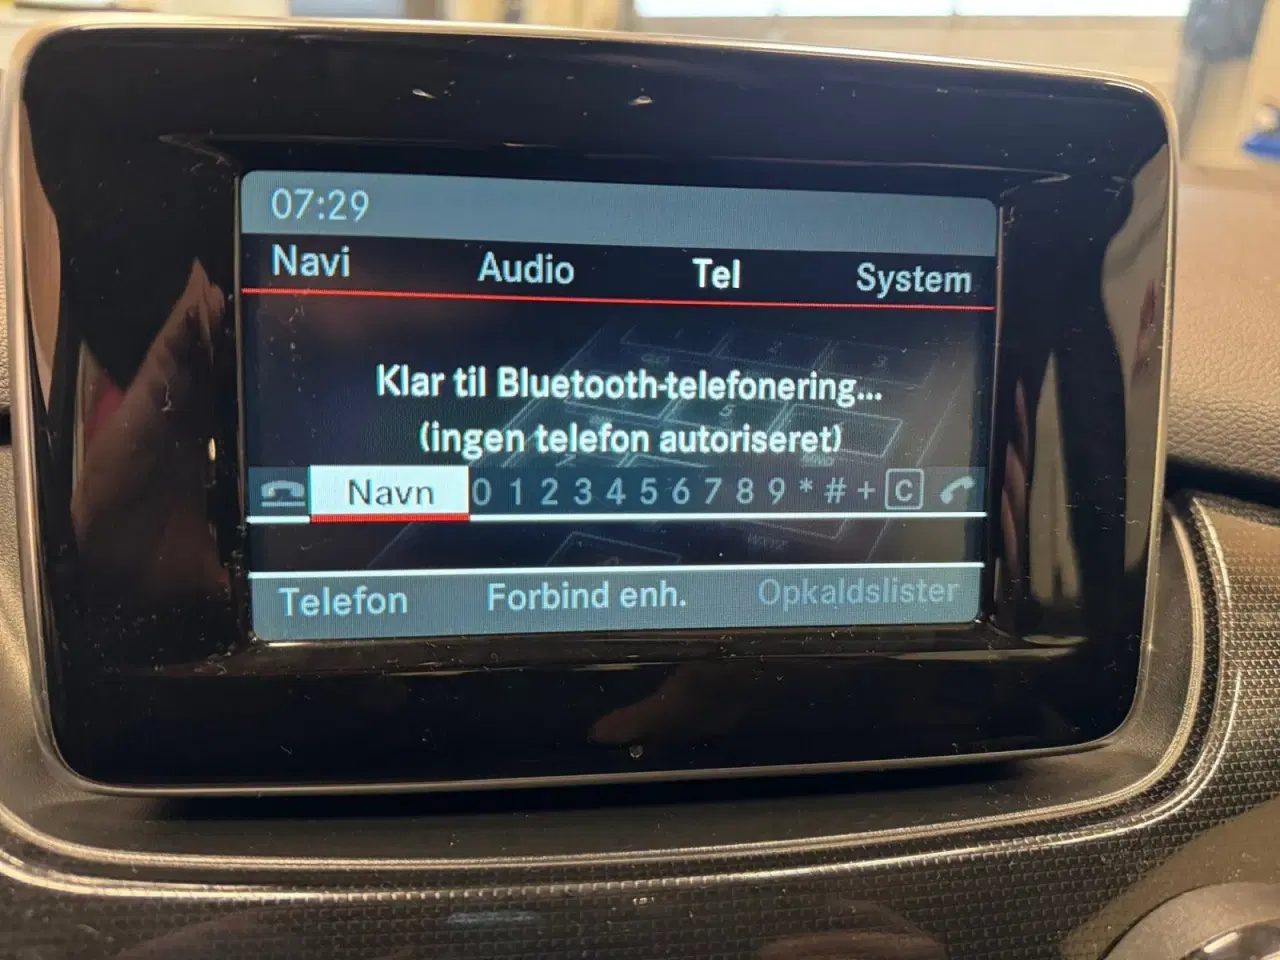 07:29
Navi Audio Tel System
Klar til Bluetooth-telefonering...
(ingen telefon autoriseret)
Navn 0 1 2 3 4 5 6 7 8 9 * # + C
Telefon Forbind enh. Opkaldslister